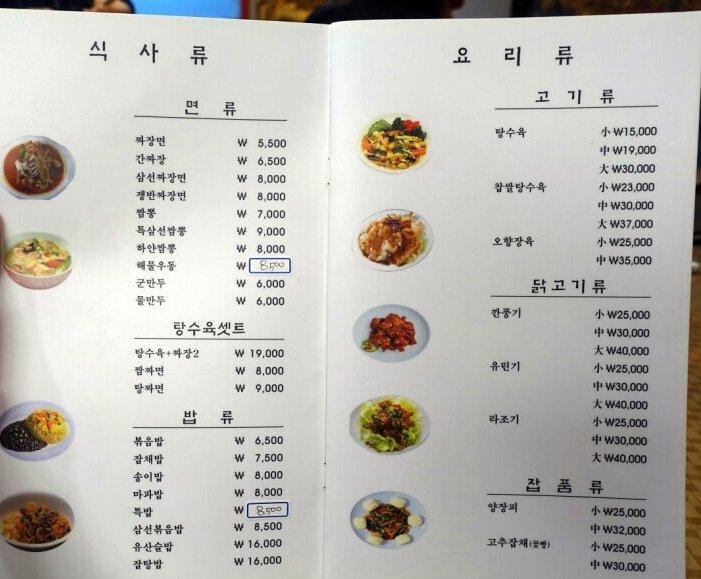 식사류
면류
짜장면 ₩ 5,500
간짜장 ₩ 6,500
삼선짜장면 ₩ 8,000
쟁반짜장면 ₩ 8,000
짬뽕 ₩ 7,000
특삼선짬뽕 ₩ 9,000
하얀짬뽕 ₩ 8,000
해물우동 ₩ 8,500
군만두 ₩ 6,000
물만두 ₩ 6,000
탕수육셋트
탕수육+짜장2 ₩ 19,000
짬짜면 ₩ 8,000
탕짜면 ₩ 9,000
밥류
볶음밥 ₩ 6,500
잡채밥 ₩ 7,500
송이밥 ₩ 8,000
마파밥 ₩ 8,000
특밥 ₩ 8,500
삼선볶음밥 ₩ 8,500
유산슬밥 ₩ 16,000
잡탕밥 ₩ 16,000
요리류
고기류
탕수육 小 ₩15,000
中 ₩19,000
大 ₩30,000
찹쌀탕수육 小 ₩23,000
中 ₩30,000
大 ₩37,000
오향장육 小 ₩25,000
中 ₩35,000
닭고기류
깐풍기 小 ₩25,000
中 ₩30,000
大 ₩40,000
유린기 小 ₩25,000
中 ₩30,000
大 ₩40,000
라조기 小 ₩25,000
中 ₩30,000
大 ₩40,000
잡품류
양장피 小 ₩25,000
中 ₩32,000
고추잡채(꽃빵) 小 ₩25,000
中 ₩30,000